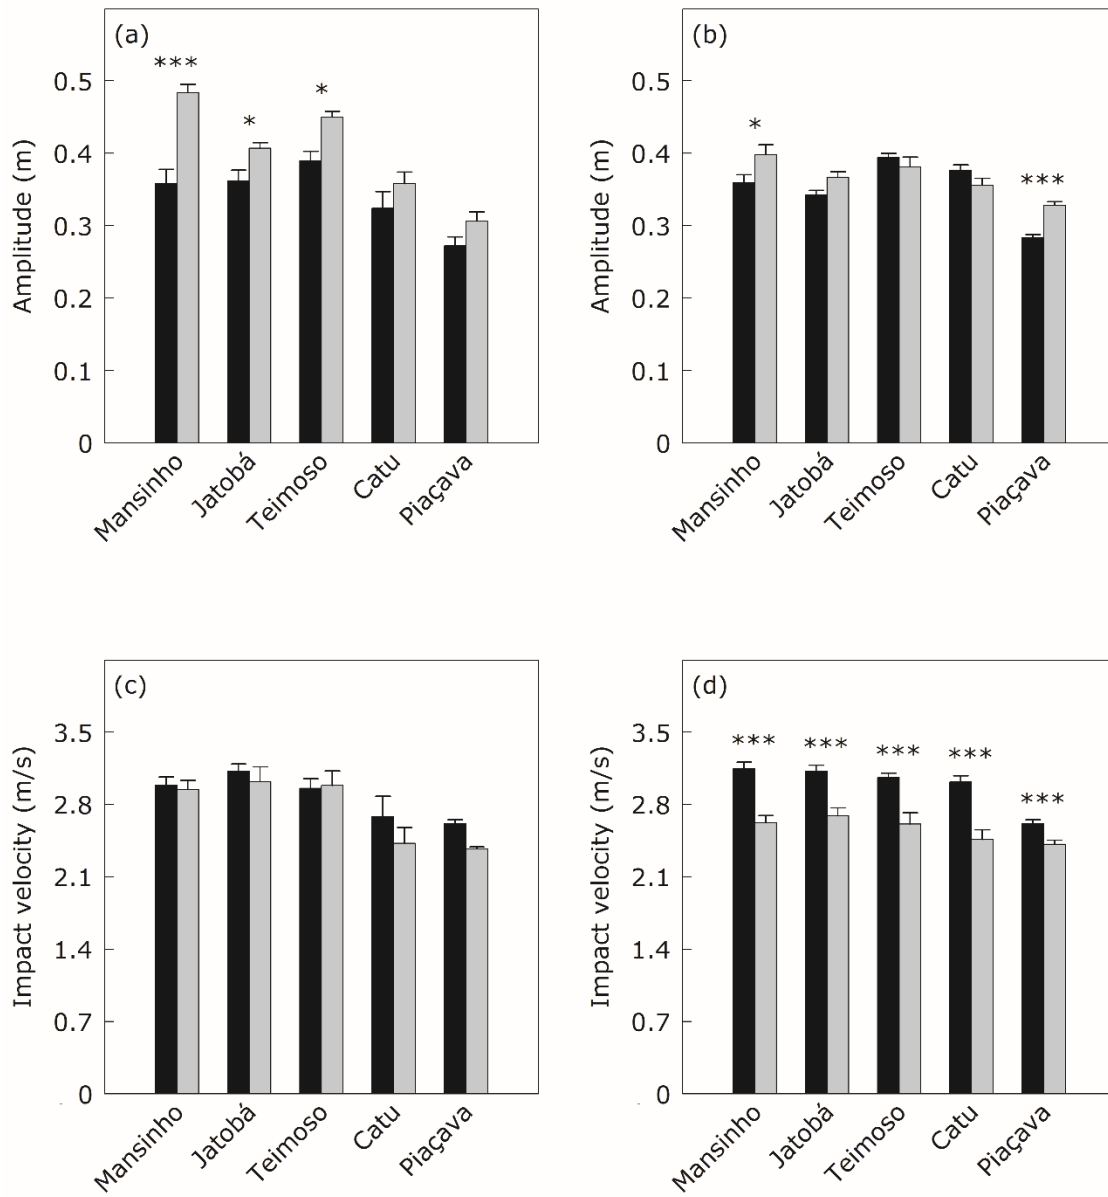 (a)
***
*
*
Amplitude (m)
0.5
0.4
0.3
0.2
0.1
0
Mansinho
Jatobá
Teimoso
Catu
Piaçava
(b)
*
***
Amplitude (m)
0.5
0.4
0.3
0.2
0.1
0
Mansinho
Jatobá
Teimoso
Catu
Piaçava
(c)
Impact velocity (m/s)
3.5
2.8
2.1
1.4
0.7
0
Mansinho
Jatobá
Teimoso
Catu
Piaçava
(d)
***
***
***
***
***
Impact velocity (m/s)
3.5
2.8
2.1
1.4
0.7
0
Mansinho
Jatobá
Teimoso
Catu
Piaçava